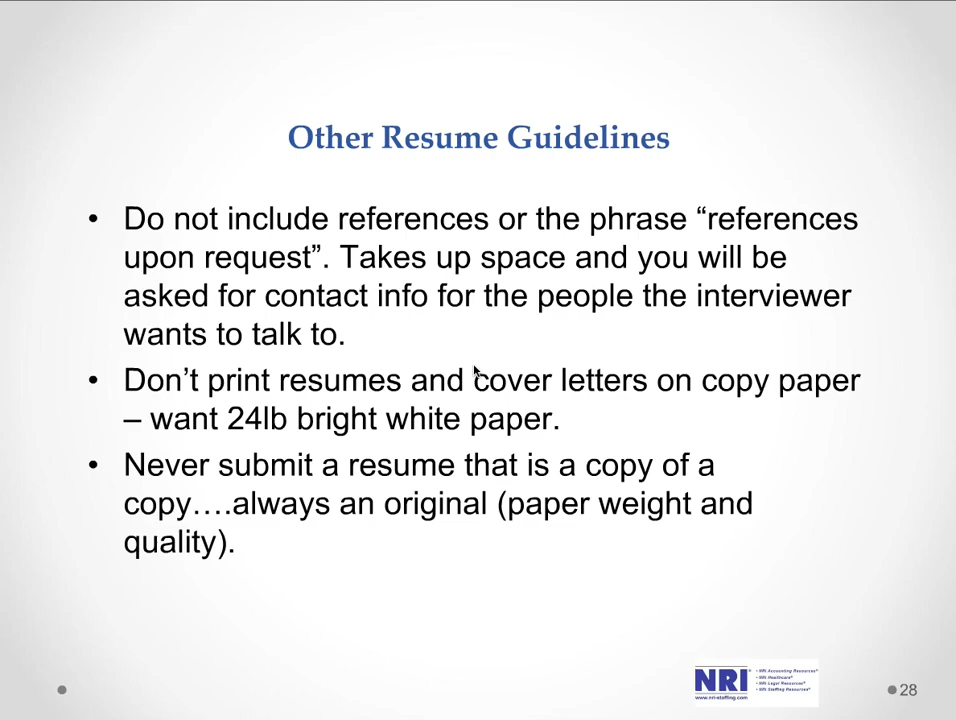 Other Resume Guidelines
• Do not include references or the phrase “references
upon request”. Takes up space and you will be
asked for contact info for the people the interviewer
wants to talk to.
• Don’t print resumes and cover letters on copy paper
– want 24lb bright white paper.
• Never submit a resume that is a copy of a
copy….always an original (paper weight and
quality).
NRI®
www.nri-staffing.com
• NRI Accounting Resources®
• NRI Healthcare®
• NRI Legal Resources®
• NRI Staffing Resources®
28